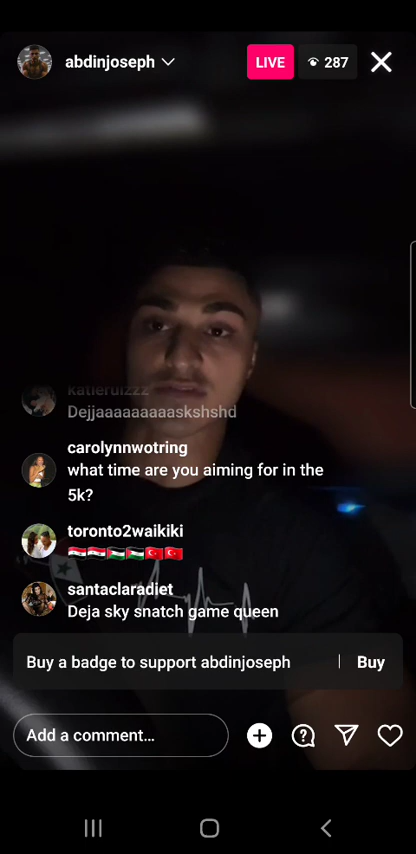 abdinjoseph
LIVE
287
katieruizzz
Dejjaaaaaaaaaskshshd
carolynnwotring
what time are you aiming for in the
5k?
toronto2waikiki
santaclaradiet
Deja sky snatch game queen
Buy a badge to support abdinjoseph
Buy
Add a comment...